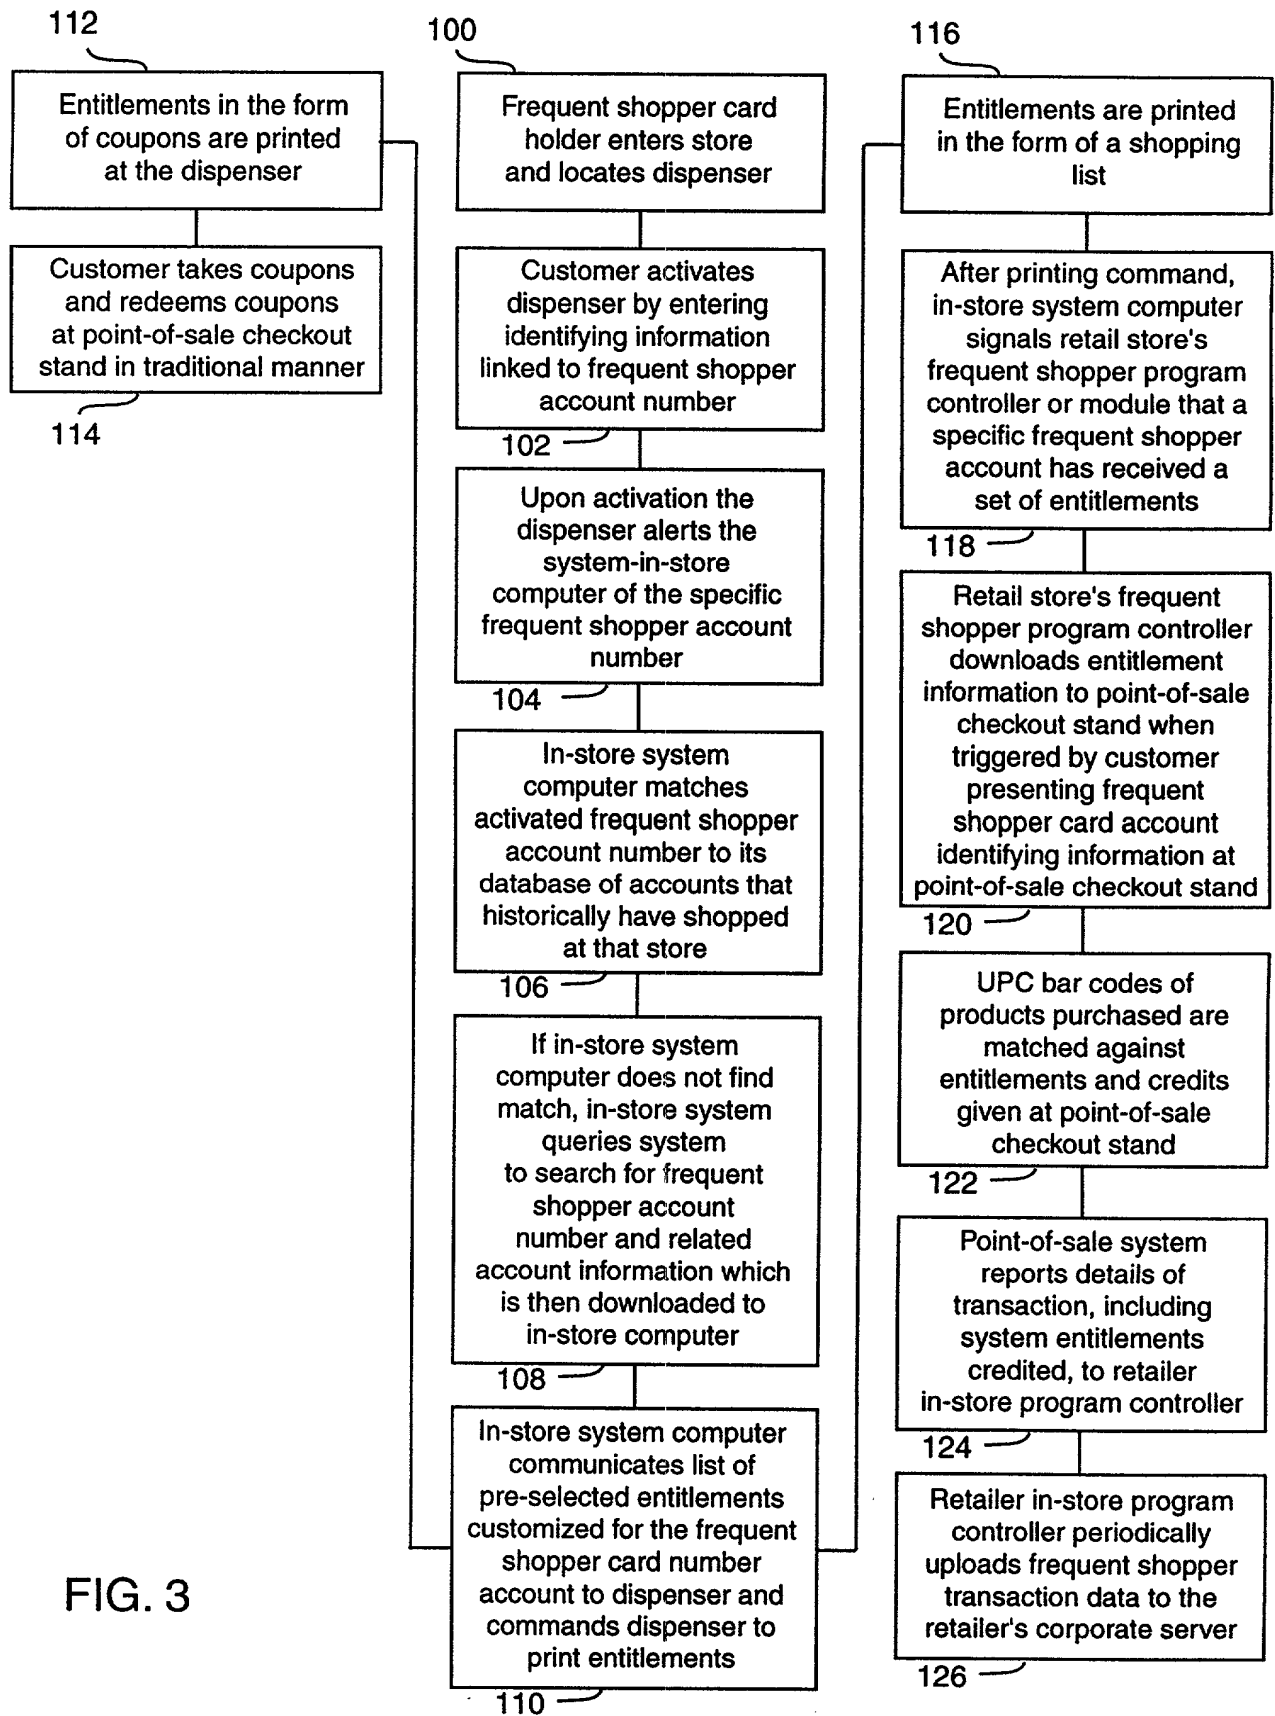 112
Entitlements in the form
of coupons are printed
at the dispenser
Customer takes coupons
and redeems coupons
at point-of-sale checkout
stand in traditional manner
114
100
Frequent shopper card
holder enters store
and locates dispenser
Customer activates
dispenser by entering
identifying information
linked to frequent shopper
account number
102
Upon activation the
dispenser alerts the
system-in-store
computer of the specific
frequent shopper account
number
104
In-store system
computer matches
activated frequent shopper
account number to its
database of accounts that
historically have shopped
at that store
106
If in-store system
computer does not find
match, in-store system
queries system
to search for frequent
shopper account
number and related
account information which
is then downloaded to
in-store computer
108
In-store system computer
communicates list of
pre-selected entitlements
customized for the frequent
shopper card number
account to dispenser and
commands dispenser to
print entitlements
110
116
Entitlements are printed
in the form of a shopping
list
After printing command,
in-store system computer
signals retail store's
frequent shopper program
controller or module that a
specific frequent shopper
account has received a
set of entitlements
118
Retail store's frequent
shopper program controller
downloads entitlement
information to point-of-sale
checkout stand when
triggered by customer
presenting frequent
shopper card account
identifying information at
point-of-sale checkout stand
120
UPC bar codes of
products purchased are
matched against
entitlements and credits
given at point-of-sale
checkout stand
122
Point-of-sale system
reports details of
transaction, including
system entitlements
credited, to retailer
in-store program controller
124
Retailer in-store program
controller periodically
uploads frequent shopper
transaction data to the
retailer's corporate server
126
FIG. 3